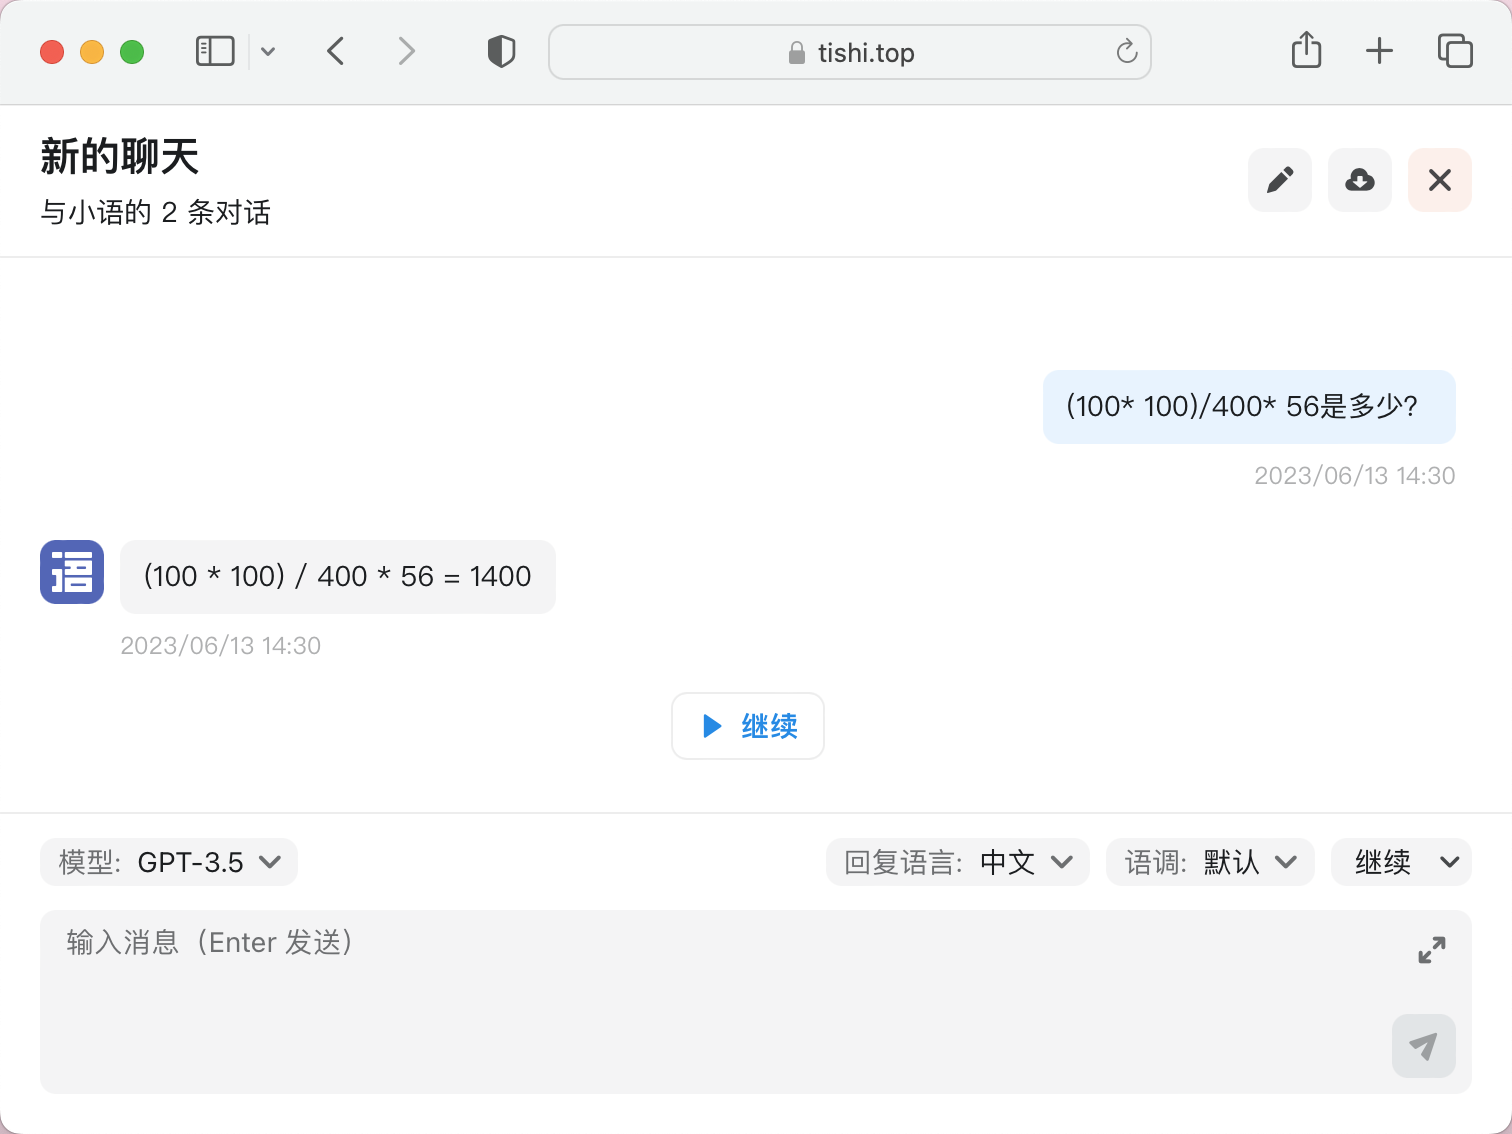 tishi.top
新的聊天
与小语的 2 条对话
(100* 100)/400* 56是多少?
2023/06/13 14:30
语
(100 * 100) / 400 * 56 = 1400
2023/06/13 14:30
继续
模型: GPT-3.5
回复语言: 中文
语调: 默认
继续
输入消息（Enter 发送）